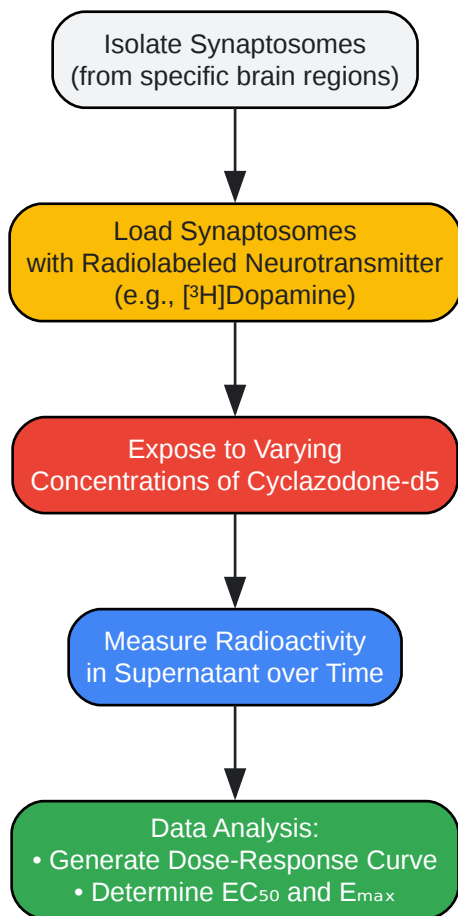 Isolate Synaptosomes
(from specific brain regions)
Load Synaptosomes
with Radiolabeled Neurotransmitter
(e.g., [³H]Dopamine)
Expose to Varying
Concentrations of Cyclazodone-d5
Measure Radioactivity
in Supernatant over Time
Data Analysis:
• Generate Dose-Response Curve
• Determine EC₅₀ and Eₘₐₓ